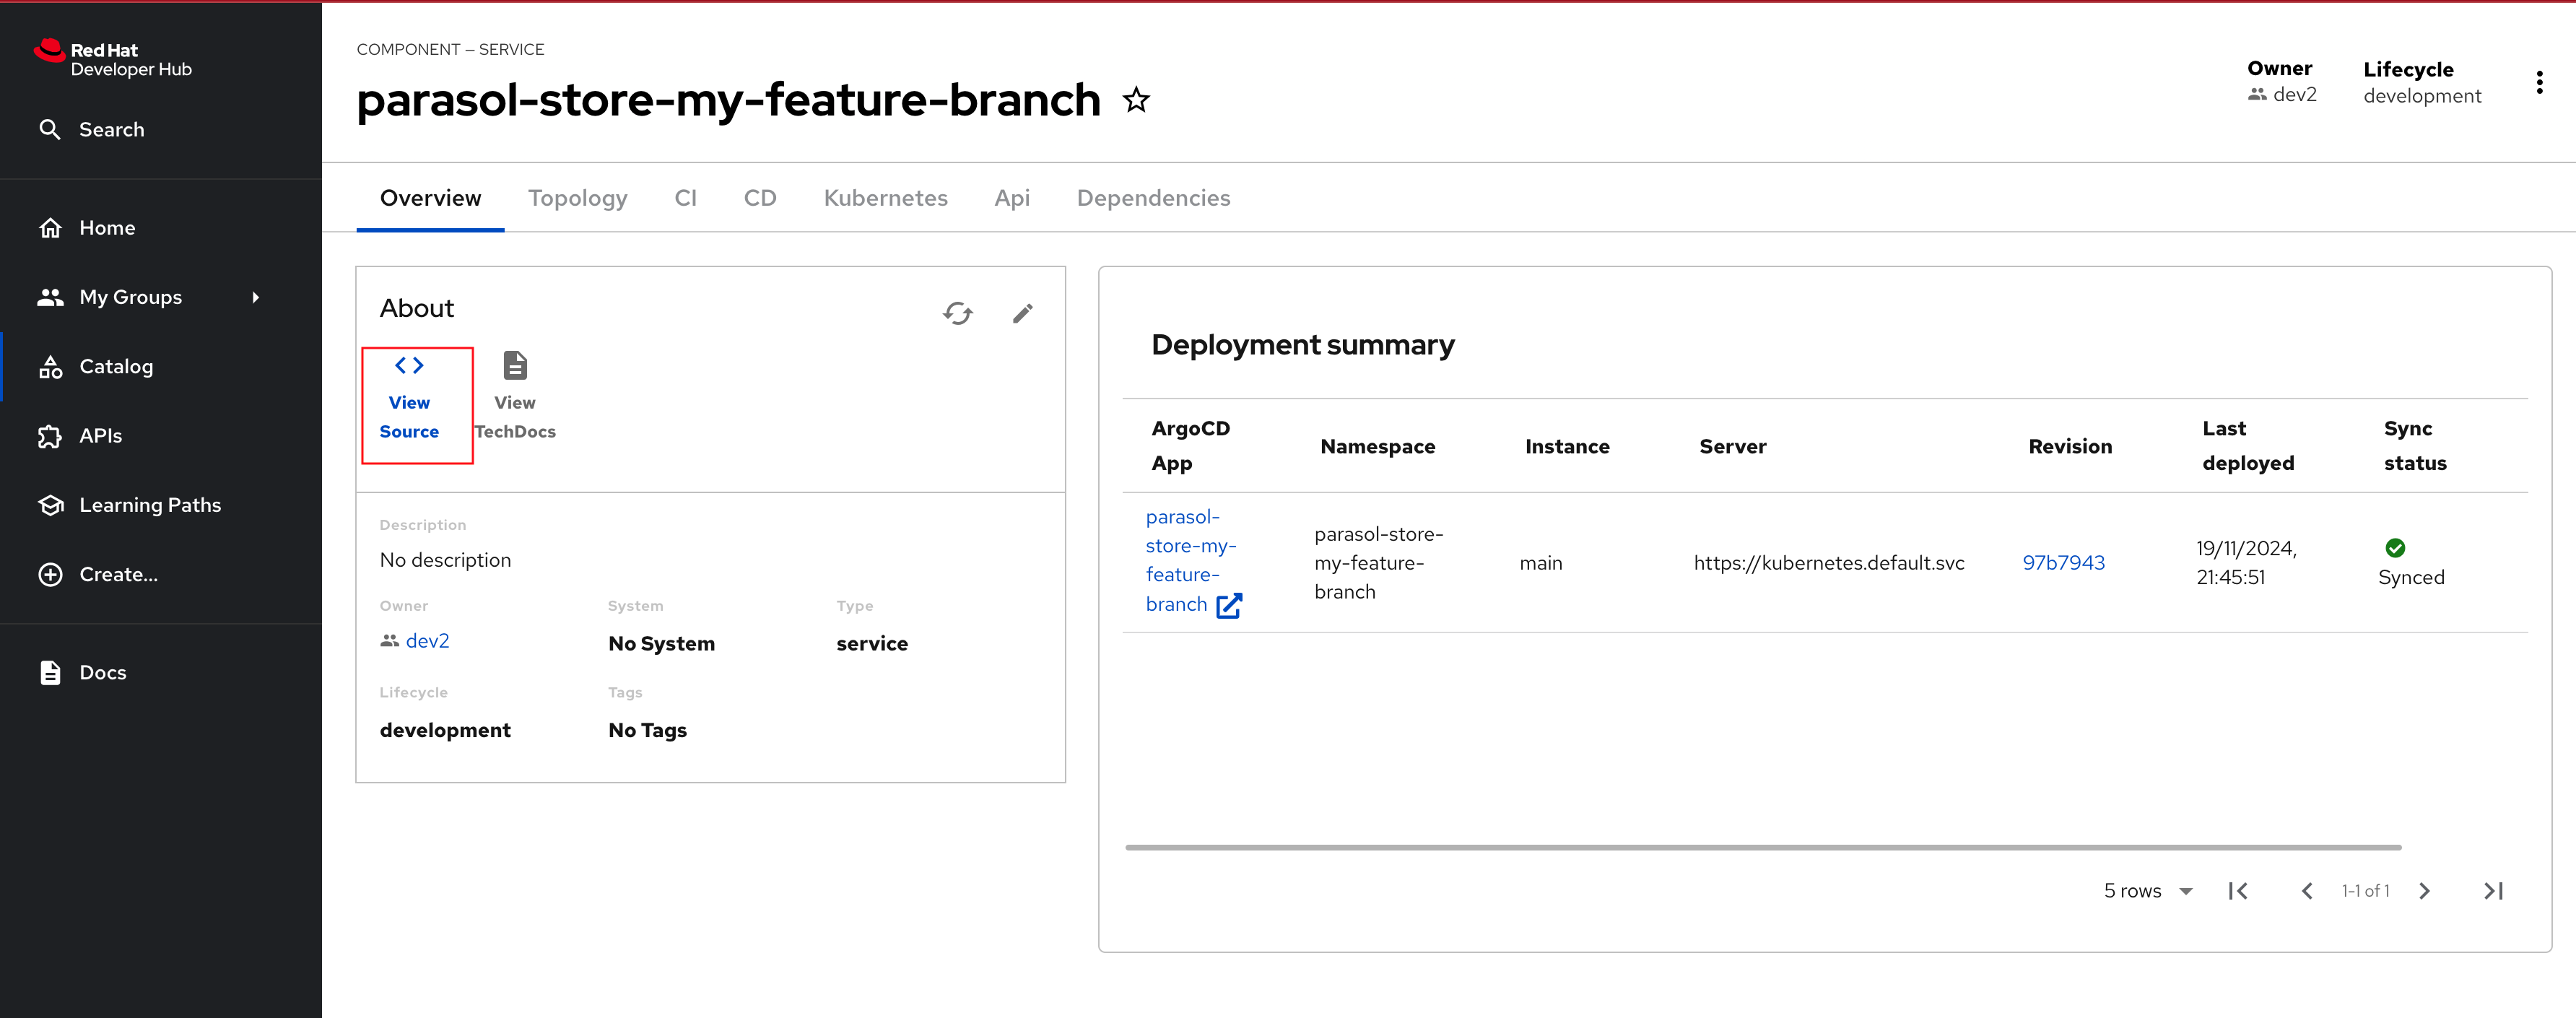 Red Hat
Developer Hub
Search
Home
My Groups
Catalog
APIs
Learning Paths
Create...
Docs
COMPONENT — SERVICE
parasol-store-my-feature-branch
Owner
dev2
Lifecycle
development
Overview Topology CI CD Kubernetes Api Dependencies
About
View
Source
View
TechDocs
Description
No description
Owner System Type
dev2 No System service
Lifecycle Tags
development No Tags
Deployment summary
ArgoCD
App
Namespace
Instance
Server
Revision
Last
deployed
Sync
status
parasol-
store-my-
feature-
branch
parasol-store-
my-feature-
branch
main
https://kubernetes.default.svc
97b7943
19/11/2024,
21:45:51
Synced
5 rows 1-1 of 1